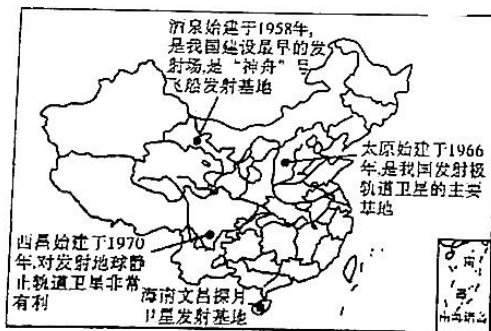 酒泉始建于1958年,
是我国建设最早的发
射场,是“神舟”号
飞船发射基地
太原始建于1966
年,是我国发射极
轨道卫星的主要
基地
西昌始建于1970
年,对发射地球静
止轨道卫星非常
有利
海南文昌探月
卫星发射基地
南海诸岛